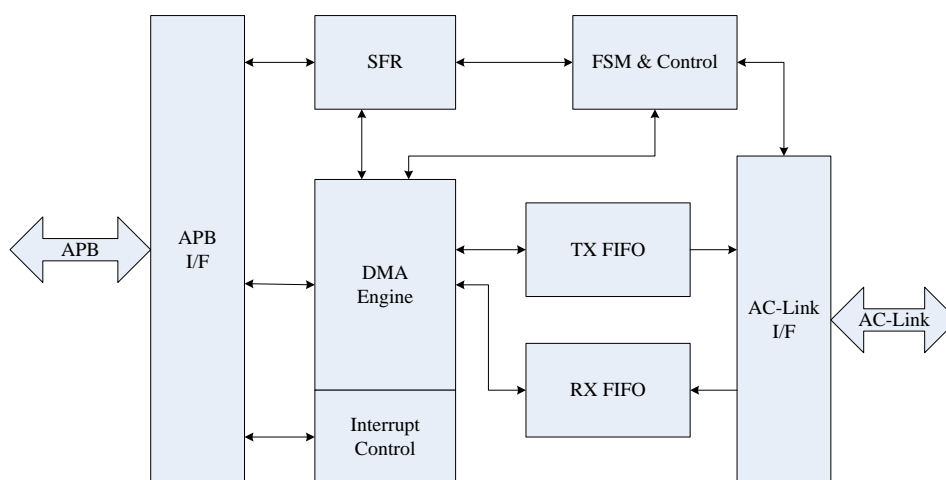 SFR
FSM & Control
APB
APB
I/F
DMA
Engine
TX FIFO
AC-Link
I/F
AC-Link
RX FIFO
Interrupt
Control